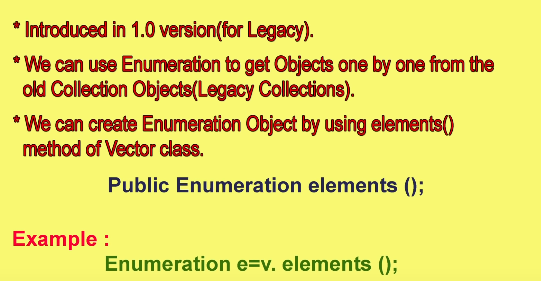 * Introduced in 1.0 version(for Legacy).
* We can use Enumeration to get Objects one by one from the
old Collection Objects(Legacy Collections).
* We can create Enumeration Object by using elements()
method of Vector class.
Public Enumeration elements ();
Example :
Enumeration e=v. elements ();